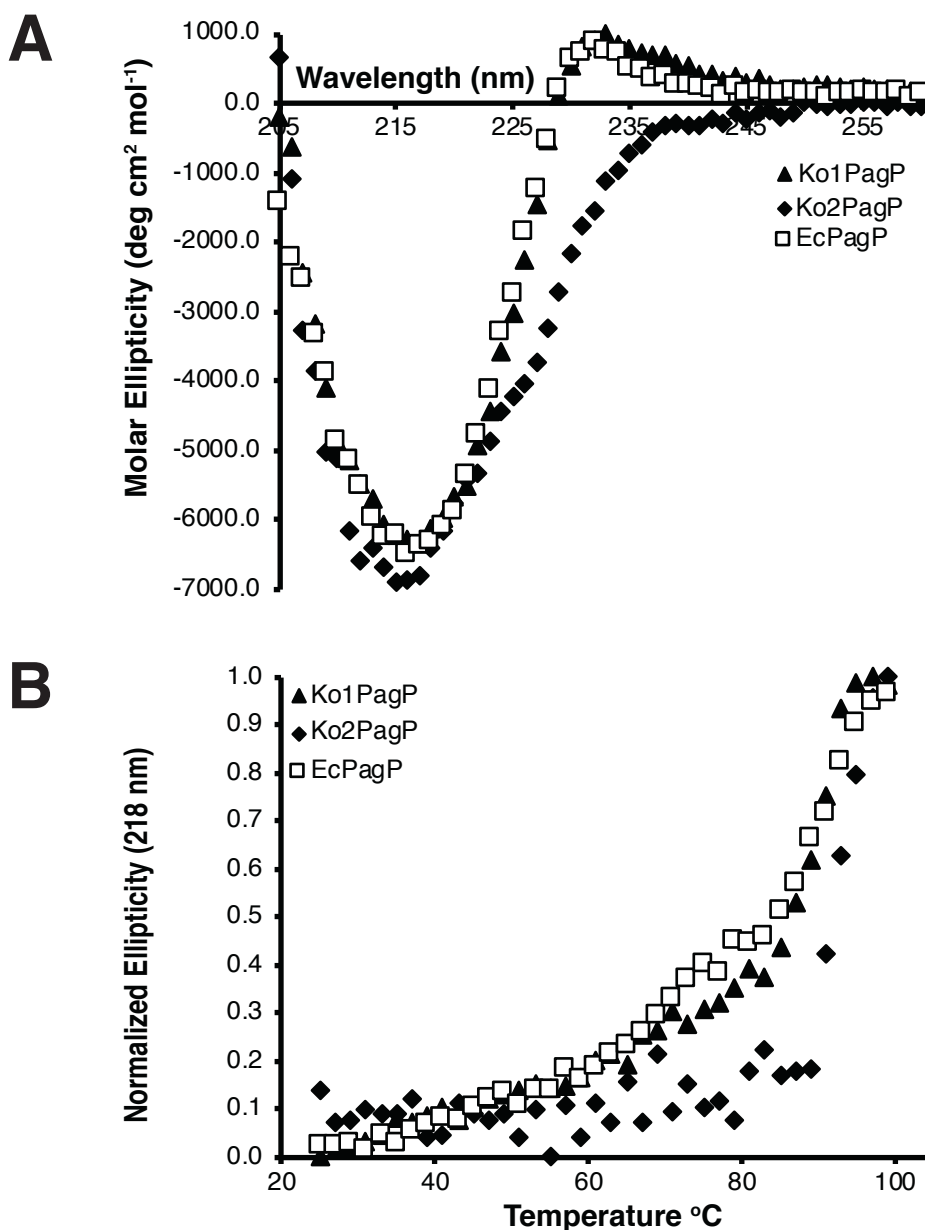 A
1000.0
0.0
-1000.0
-2000.0
-3000.0
-4000.0
-5000.0
-6000.0
-7000.0
Molar Ellipticity (deg cm² mol⁻¹)
Wavelength (nm)
205
215
225
235
245
255
Ko1PagP
Ko2PagP
EcPagP
B
1.0
0.9
0.8
0.7
0.6
0.5
0.4
0.3
0.2
0.1
0.0
Normalized Ellipticity (218 nm)
Ko1PagP
Ko2PagP
EcPagP
20
40
60
80
100
Temperature ºC